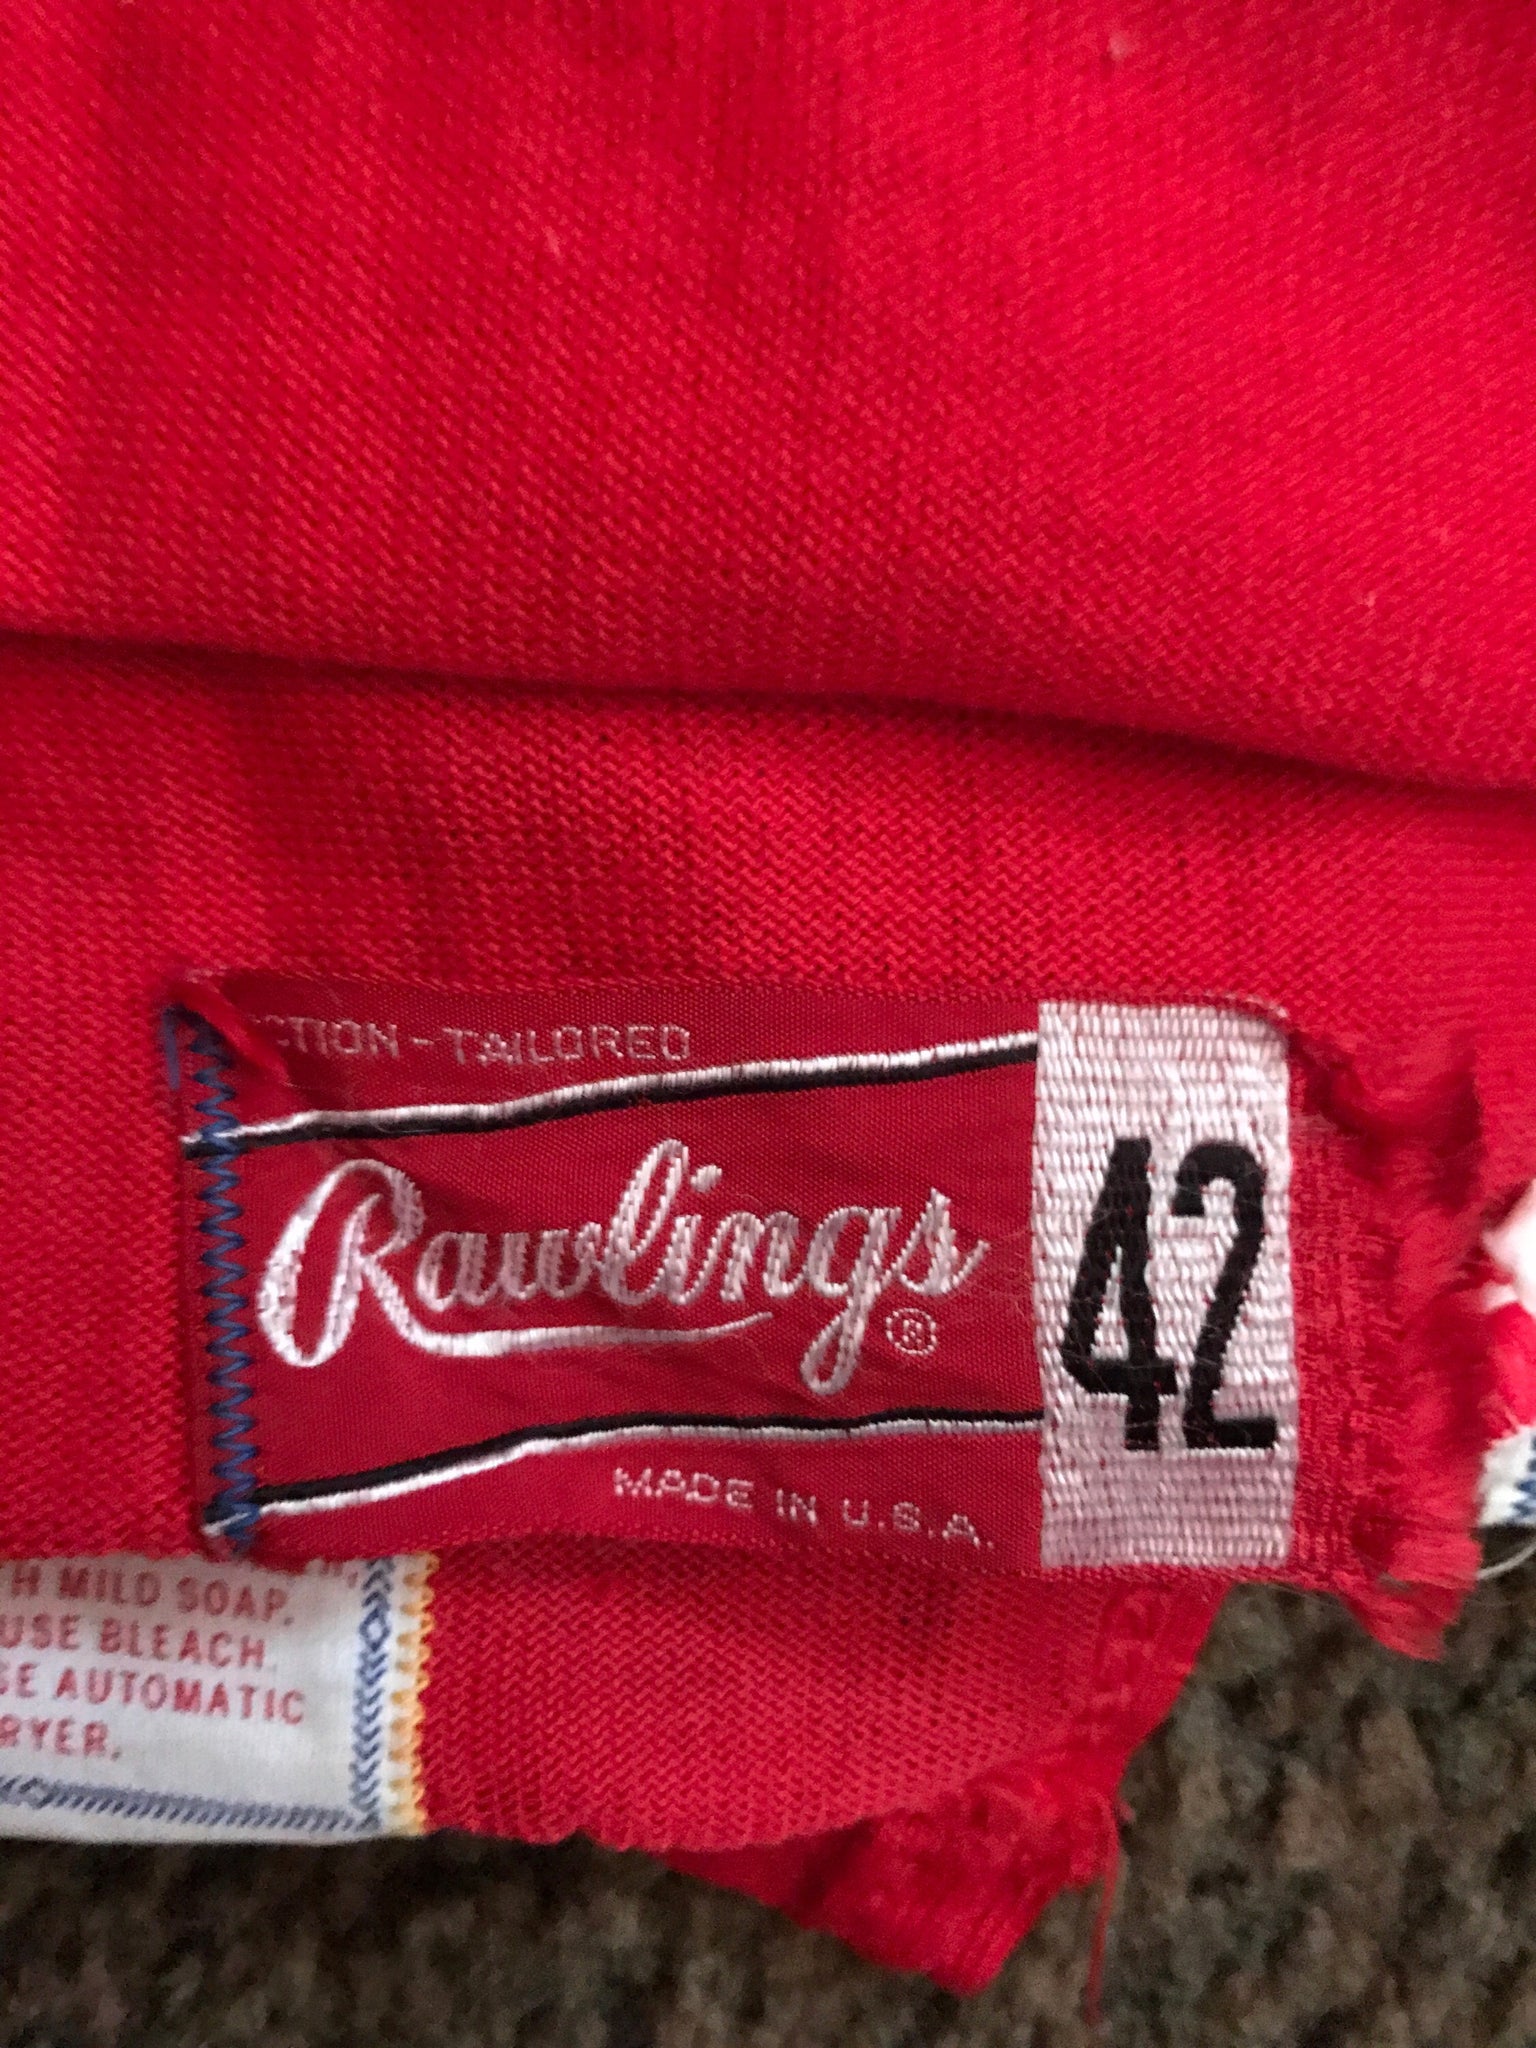 CTION - TAILORED
Rawlings ®
42
MADE IN U.S.A.
H MILD SOAP.
USE BLEACH.
SE AUTOMATIC
RYER.